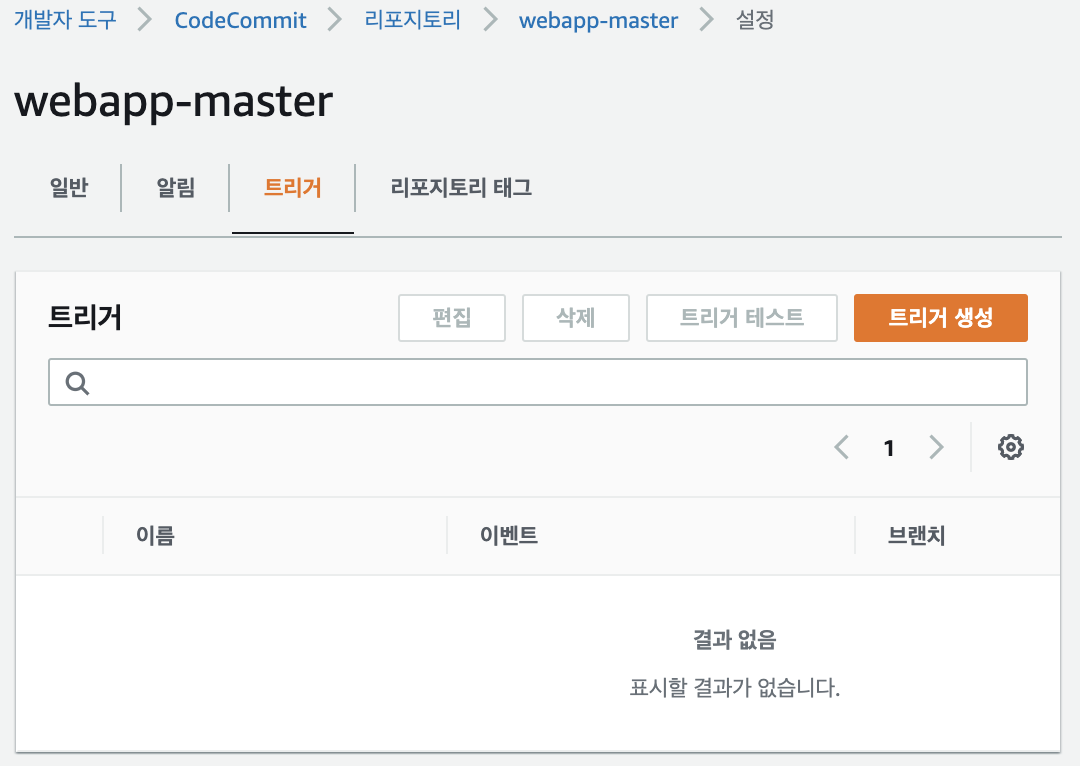 개발자 도구 > CodeCommit > 리포지토리 > webapp-master > 설정
webapp-master
일반 알림 트리거 리포지토리 태그
트리거 편집 삭제 트리거 테스트 트리거 생성
1
이름 이벤트 브랜치
결과 없음
표시할 결과가 없습니다.